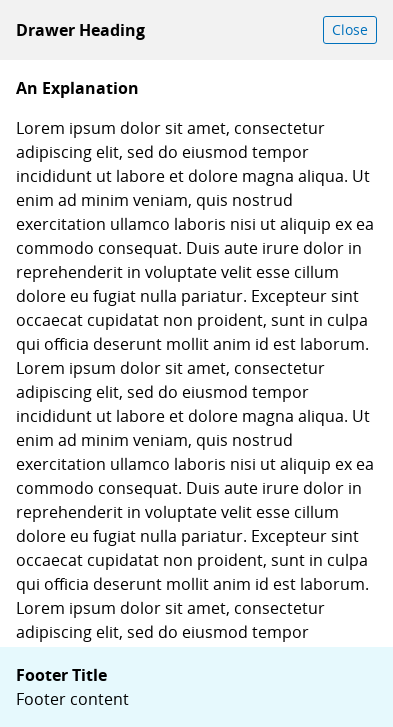 Drawer Heading
Close
An Explanation
Lorem ipsum dolor sit amet, consectetur
adipiscing elit, sed do eiusmod tempor
incididunt ut labore et dolore magna aliqua. Ut
enim ad minim veniam, quis nostrud
exercitation ullamco laboris nisi ut aliquip ex ea
commodo consequat. Duis aute irure dolor in
reprehenderit in voluptate velit esse cillum
dolore eu fugiat nulla pariatur. Excepteur sint
occaecat cupidatat non proident, sunt in culpa
qui officia deserunt mollit anim id est laborum.
Lorem ipsum dolor sit amet, consectetur
adipiscing elit, sed do eiusmod tempor
incididunt ut labore et dolore magna aliqua. Ut
enim ad minim veniam, quis nostrud
exercitation ullamco laboris nisi ut aliquip ex ea
commodo consequat. Duis aute irure dolor in
reprehenderit in voluptate velit esse cillum
dolore eu fugiat nulla pariatur. Excepteur sint
occaecat cupidatat non proident, sunt in culpa
qui officia deserunt mollit anim id est laborum.
Lorem ipsum dolor sit amet, consectetur
adipiscing elit, sed do eiusmod tempor
Footer Title
Footer content